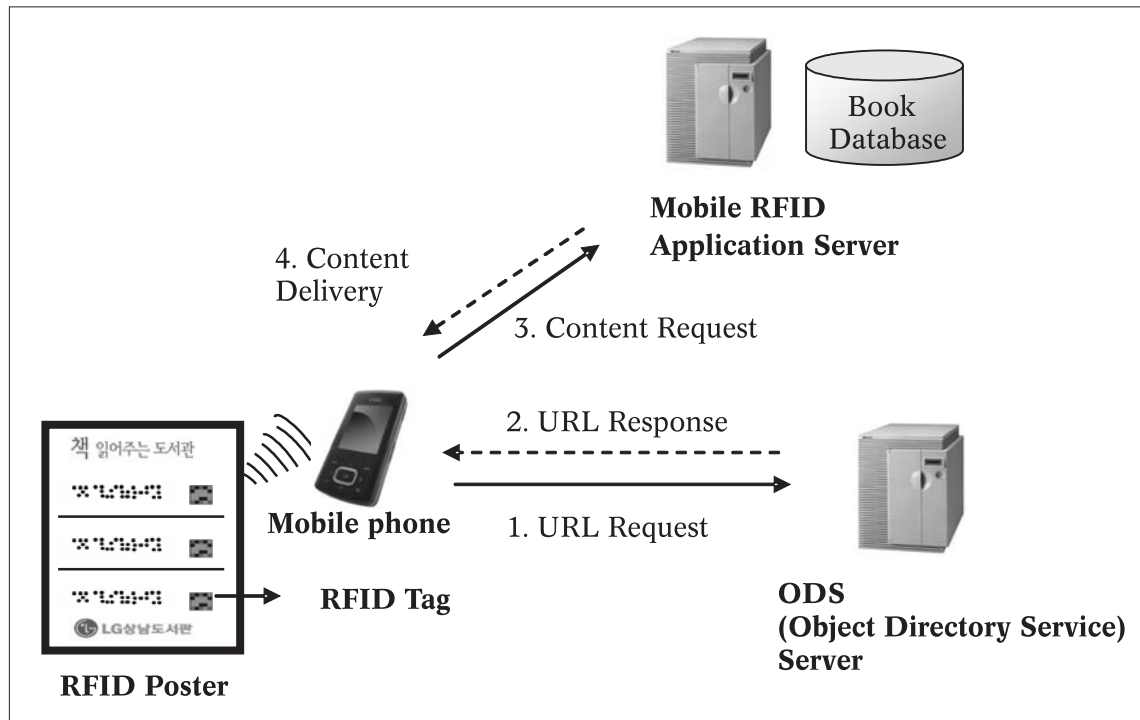 Book
Database
Mobile RFID
Application Server
4. Content
Delivery
3. Content Request
2. URL Response
1. URL Request
Mobile phone
책 읽어주는 도서관
LG상남도서관
RFID Tag
RFID Poster
ODS
(Object Directory Service)
Server